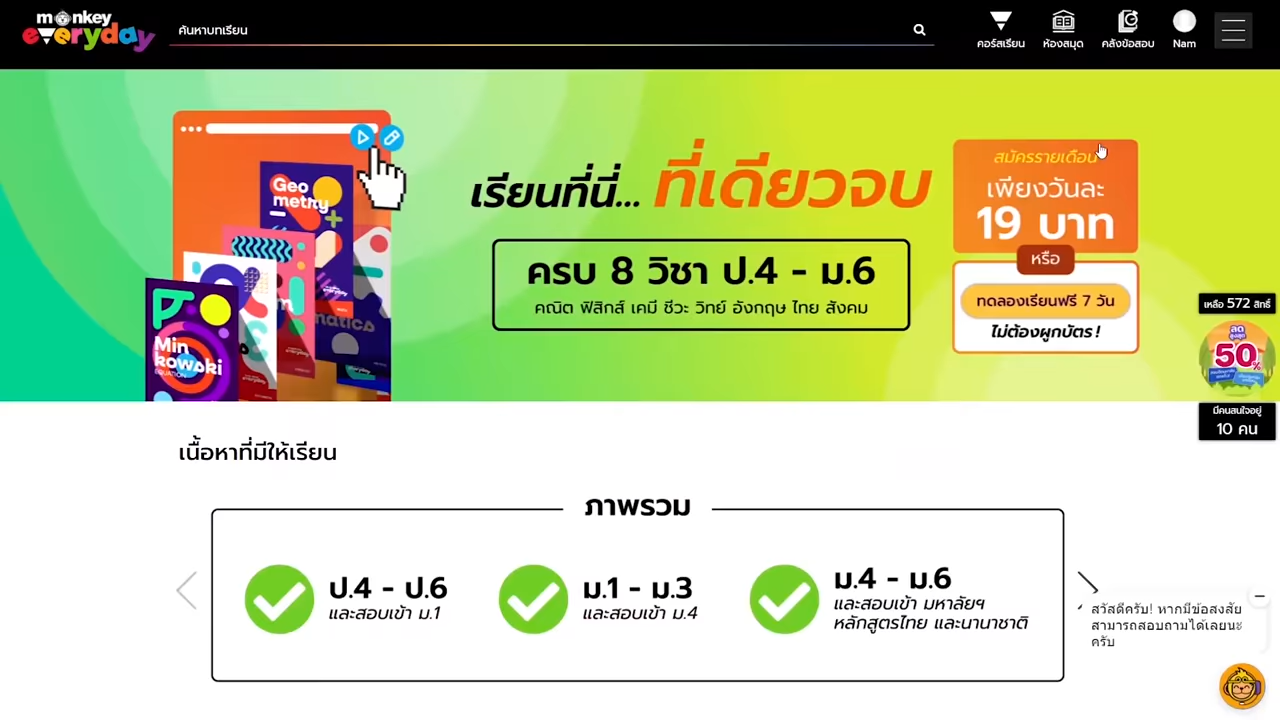 monkey
everyday
ค้นหาบทเรียน
คอร์สเรียน
ห้องสมุด
คลังข้อสอบ
Nam
Geo
metry
Min
kowski
EQUATION
เรียนที่นี่... ที่เดียวจบ
ครบ 8 วิชา ป.4 - ม.6
คณิต ฟิสิกส์ เคมี ชีวะ วิทย์ อังกฤษ ไทย สังคม
สมัครรายเดือน
เพียงวันละ
19 บาท
หรือ
ทดลองเรียนฟรี 7 วัน
ไม่ต้องผูกบัตร!
เหลือ 572 สิทธิ์
ลด
สูงสุด
50%
มีคนสนใจอยู่
10 คน
เนื้อหาที่มีให้เรียน
ภาพรวม
ป.4 - ป.6
และสอบเข้า ม.1
ม.1 - ม.3
และสอบเข้า ม.4
ม.4 - ม.6
และสอบเข้า มหาลัยฯ
หลักสูตรไทย และนานาชาติ
สวัสดีครับ! หากมีข้อสงสัย
สามารถสอบถามได้เลยนะ
ครับ